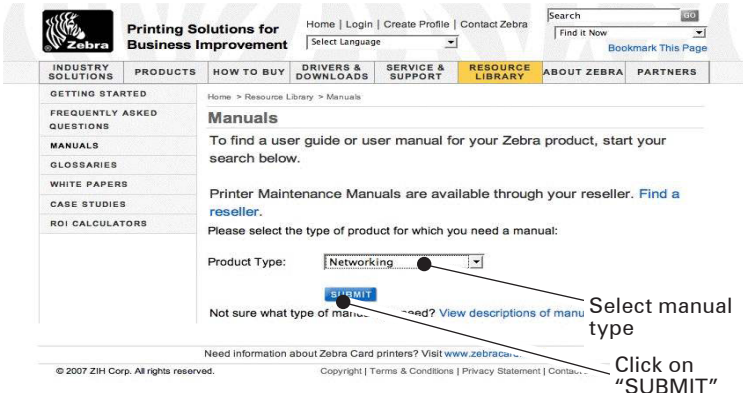 Zebra
Printing Solutions for
Business Improvement
Home | Login | Create Profile | Contact Zebra
Select Language
Search
GO
Find it Now
Bookmark This Page
INDUSTRY SOLUTIONS
PRODUCTS
HOW TO BUY
DRIVERS & DOWNLOADS
SERVICE & SUPPORT
RESOURCE LIBRARY
ABOUT ZEBRA
PARTNERS
GETTING STARTED
FREQUENTLY ASKED
QUESTIONS
MANUALS
GLOSSARIES
WHITE PAPERS
CASE STUDIES
ROI CALCULATORS
Home > Resource Library > Manuals
Manuals
To find a user guide or user manual for your Zebra product, start your
search below.
Printer Maintenance Manuals are available through your reseller. Find a
reseller.
Please select the type of product for which you need a manual:
Product Type: Networking
SUBMIT
Not sure what type of need? View descriptions of
Select manual
type
Need information about Zebra Card printers? Visit
Click on
"SUBMIT"
© 2007 ZIH Corp. All rights reserved.
Copyright | Terms & Conditions | Privacy Statement |